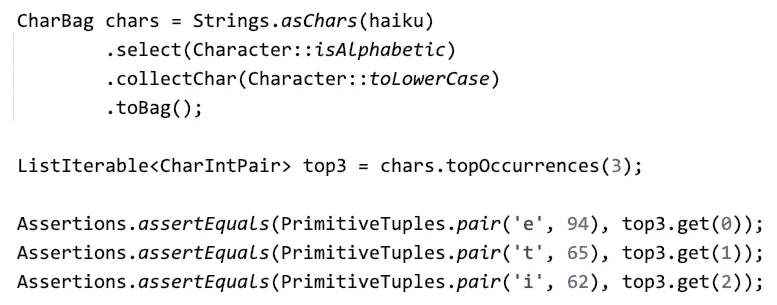 CharBag chars = Strings.asChars(haiku)
        .select(Character::isAlphabetic)
        .collectChar(Character::toLowerCase)
        .toBag();

ListIterable<CharIntPair> top3 = chars.topOccurrences(3);

Assertions.assertEquals(PrimitiveTuples.pair('e', 94), top3.get(0));
Assertions.assertEquals(PrimitiveTuples.pair('t', 65), top3.get(1));
Assertions.assertEquals(PrimitiveTuples.pair('i', 62), top3.get(2));